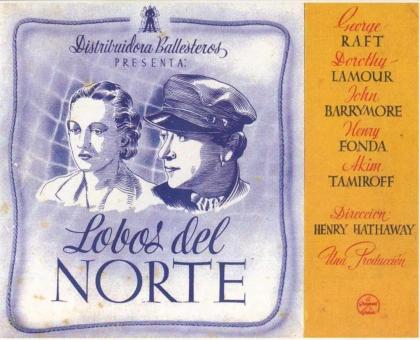 Distribuidora Ballesteros
PRESENTA:
Lobos del
NORTE
George
RAFT
Dorothy
LAMOUR
John
BARRYMORE
Henry
FONDA
Akim
TAMIROFF
Direccion
HENRY HATHAWAY
Una Producción